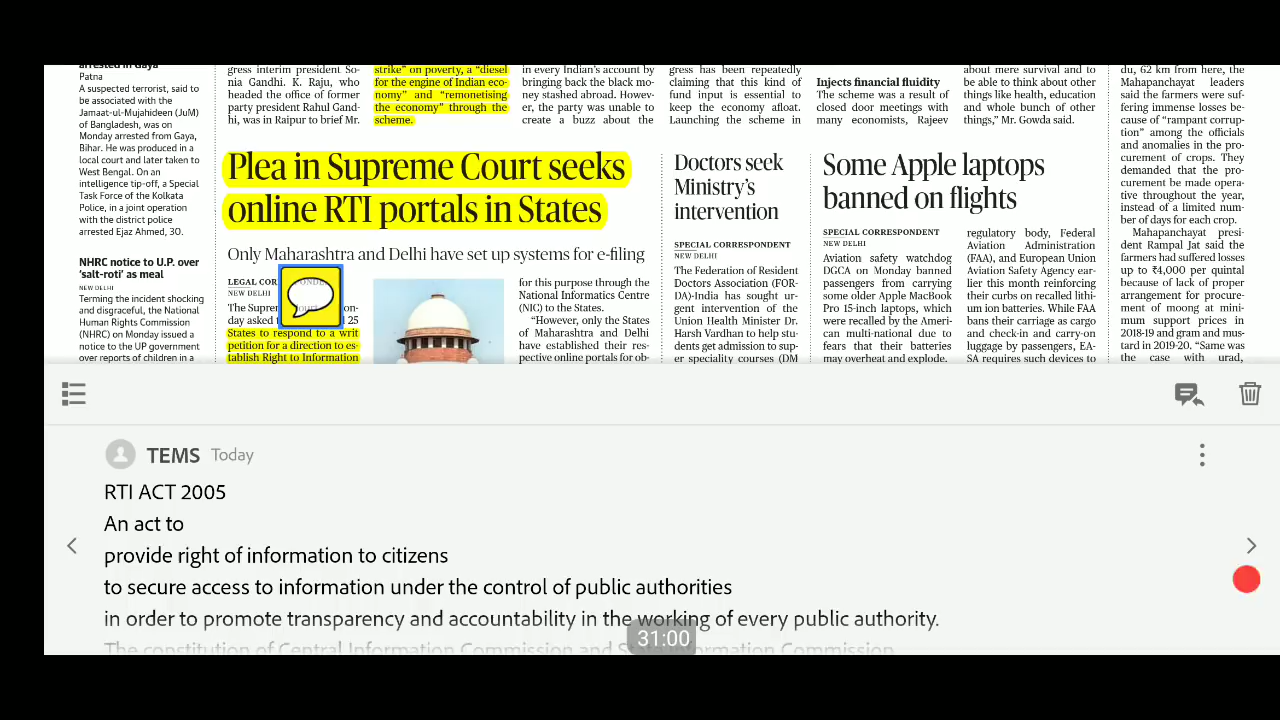 arrested in Gaya
Patna
A suspected terrorist, said to
be associated with the
Jamaat-ul-Mujahideen (JuM)
of Bangladesh, was on
Monday arrested from Gaya,
Bihar. He was produced in a
local court and later taken to
West Bengal. On an
intelligence tip-off, a Special
Task Force of the Kolkata
Police, in a joint operation
with the district police
arrested Ejaz Ahmed, 30.
NHRC notice to U.P. over
‘salt-roti’ as meal
NEW DELHI
Terming the incident shocking
and disgraceful, the National
Human Rights Commission
(NHRC) on Monday issued a
notice to the UP government
over reports of children in a
gress interim president So-
nia Gandhi. K. Raju, who
headed the office of former
party president Rahul Gand-
hi, was in Raipur to brief Mr.
strike” on poverty, a “diesel
for the engine of Indian eco-
nomy” and “remonetising
the economy” through the
scheme.
in every Indian's account by
bringing back the black mo-
ney stashed abroad. Howev-
er, the party was unable to
create a buzz about the
gress has been repeatedly
claiming that this kind of
fund input is essential to
keep the economy afloat.
Launching the scheme in
Injects financial fluidity
The scheme was a result of
closed door meetings with
many economists, Rajeev
about mere survival and to
be able to think about other
things like health, education
and whole bunch of other
things,” Mr. Gowda said.
Plea in Supreme Court seeks
online RTI portals in States
Only Maharashtra and Delhi have set up systems for e-filing
LEGAL COR
NEW DELHI
The Suprem on-
day asked 25
States to respond to a writ
petition for a direction to es-
tablish Right to Information
for this purpose through the
National Informatics Centre
(NIC) to the States.
“However, only the States
of Maharashtra and Delhi
have established their res-
pective online portals for ob-
Doctors seek
Ministry's
intervention
SPECIAL CORRESPONDENT
NEW DELHI
The Federation of Resident
Doctors Association (FOR-
DA)-India has sought ur-
gent intervention of the
Union Health Minister Dr.
Harsh Vardhan to help stu-
dents get admission to sup-
er speciality courses (DM
Some Apple laptops
banned on flights
SPECIAL CORRESPONDENT
NEW DELHI
Aviation safety watchdog
DGCA on Monday banned
passengers from carrying
some older Apple MacBook
Pro 15-inch laptops, which
were recalled by the Ameri-
can multi-national due to
fears that their batteries
may overheat and explode.
regulatory body, Federal
Aviation Administration
(FAA), and European Union
Aviation Safety Agency ear-
lier this month reinforcing
their curbs on recalled lithi-
um ion batteries. While FAA
bans their carriage as cargo
and check-in and carry-on
luggage by passengers, EA-
SA requires such devices to
du, 62 km from here, the
Mahapanchayat leaders
said the farmers were suf-
fering immense losses be-
cause of “rampant corrup-
tion” among the officials
and anomalies in the pro-
curement of crops. They
demanded that the pro-
curement be made opera-
tive throughout the year,
instead of a limited num-
ber of days for each crop.
Mahapanchayat presi-
dent Rampal Jat said the
farmers had suffered losses
up to ₹4,000 per quintal
because of lack of proper
arrangement for procure-
ment of moong at mini-
mum support prices in
2018-19 and gram and mus-
tard in 2019-20. “Same was
the case with urad,
TEMS Today
RTI ACT 2005
An act to
provide right of information to citizens
to secure access to information under the control of public authorities
in order to promote transparency and accountability in the working of every public authority.
The constitution of Central Information Commission and State Information Commission
31:00